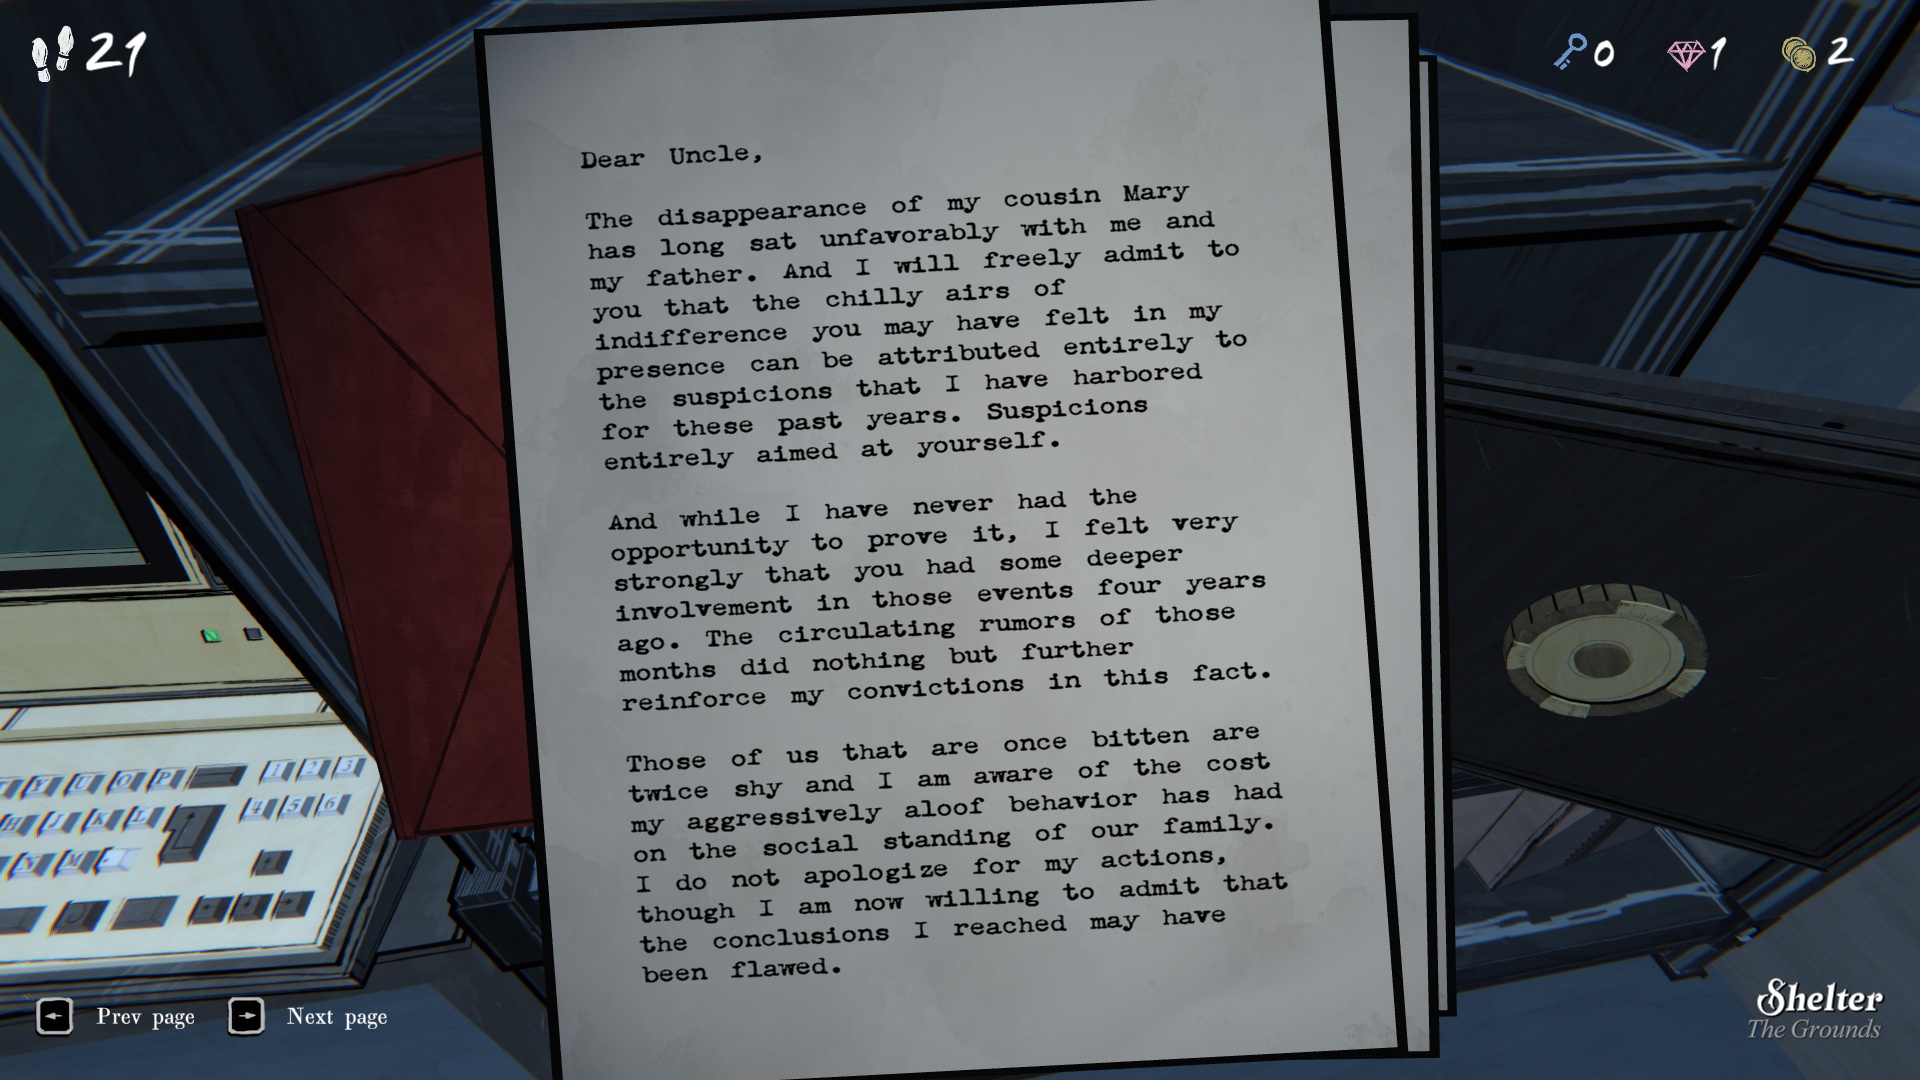 21
0
1
2
Dear Uncle,
The disappearance of my cousin Mary
has long sat unfavorably with me and
my father. And I will freely admit to
you that the chilly airs of
indifference you may have felt in my
presence can be attributed entirely to
the suspicions that I have harbored
for these past years. Suspicions
entirely aimed at yourself.
And while I have never had the
opportunity to prove it, I felt very
strongly that you had some deeper
involvement in those events four years
ago. The circulating rumors of those
months did nothing but further
reinforce my convictions in this fact.
Those of us that are once bitten are
twice shy and I am aware of the cost
my aggressively aloof behavior has had
on the social standing of our family.
I do not apologize for my actions,
though I am now willing to admit that
the conclusions I reached may have
been flawed.
Y U O P 1 2 3
H J K L 4 5 6
N M
Prev page
Next page
Shelter
The Grounds